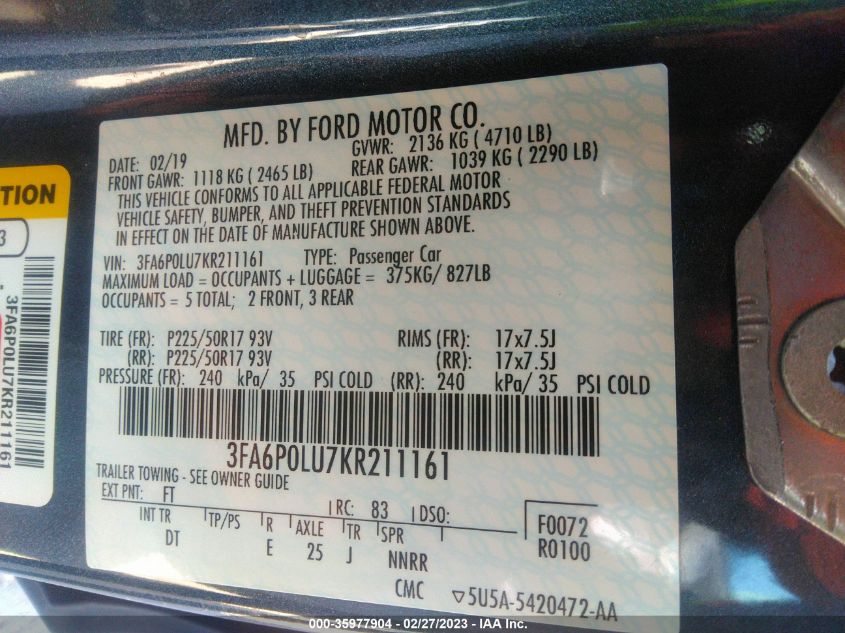 MFD. BY FORD MOTOR CO.
DATE: 02/19 GVWR: 2136 KG ( 4710 LB)
FRONT GAWR: 1118 KG ( 2465 LB) REAR GAWR: 1039 KG ( 2290 LB)
THIS VEHICLE CONFORMS TO ALL APPLICABLE FEDERAL MOTOR
VEHICLE SAFETY, BUMPER, AND THEFT PREVENTION STANDARDS
IN EFFECT ON THE DATE OF MANUFACTURE SHOWN ABOVE.
VIN: 3FA6P0LU7KR211161 TYPE: Passenger Car
MAXIMUM LOAD = OCCUPANTS + LUGGAGE = 375KG/ 827LB
OCCUPANTS = 5 TOTAL; 2 FRONT, 3 REAR
TIRE (FR): P225/50R17 93V RIMS (FR): 17x7.5J
(RR): P225/50R17 93V (RR): 17x7.5J
PRESSURE (FR): 240 kPa/ 35 PSI COLD (RR): 240 kPa/ 35 PSI COLD
3FA6P0LU7KR211161
TRAILER TOWING - SEE OWNER GUIDE
EXT PNT: FT RC: 83 DSO: F0072
INT TR TP/PS R AXLE TR SPR R0100
DT E 25 J NNRR
CMC ▽5U5A-5420472-AA
3FA6P0LU7KR211161
000-35977904 - 02/27/2023 - IAA Inc.